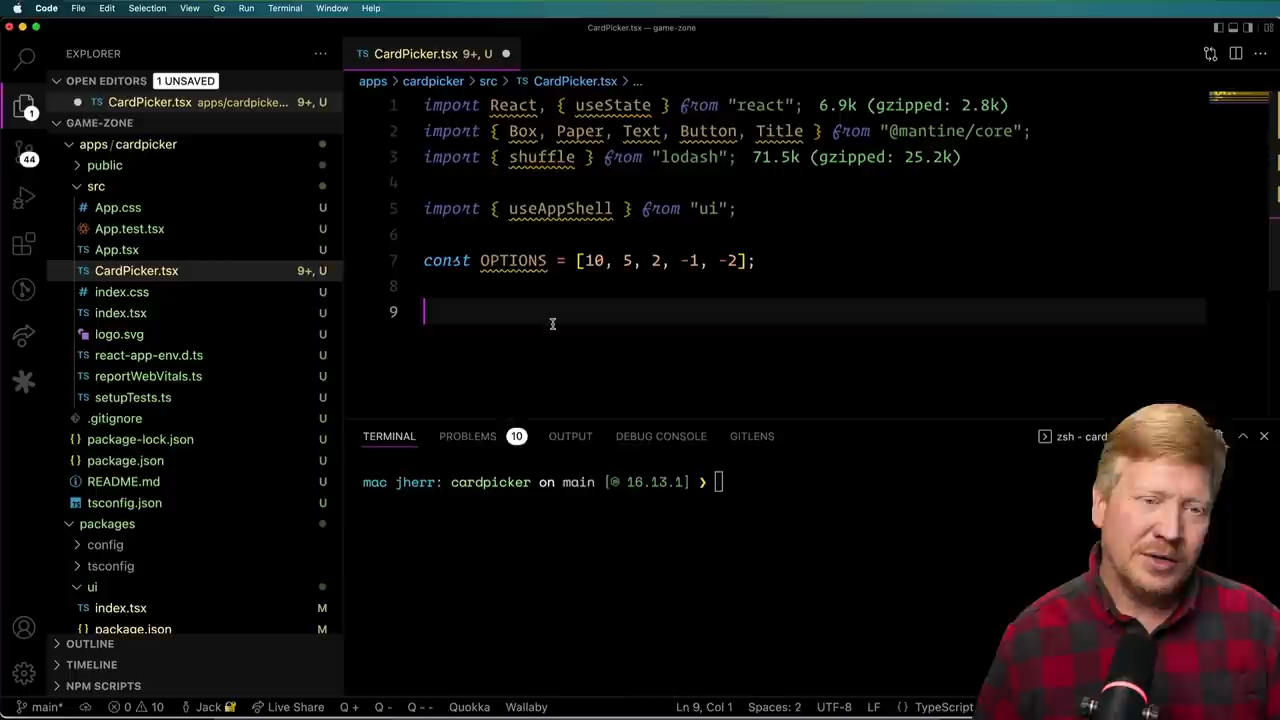 Code File Edit Selection View Go Run Terminal Window Help
CardPicker.tsx — game-zone
EXPLORER
OPEN EDITORS 1 UNSAVED
CardPicker.tsx apps/cardpicke... 9+, U
GAME-ZONE
apps / cardpicker
public
src
# App.css U
App.test.tsx U
TS App.tsx U
TS CardPicker.tsx 9+, U
# index.css U
TS index.tsx U
logo.svg U
TS react-app-env.d.ts U
TS reportWebVitals.ts U
TS setupTests.ts U
.gitignore U
{} package-lock.json U
{} package.json U
README.md U
TS tsconfig.json U
packages
config
tsconfig
ui
TS index.tsx M
{} package.json M
OUTLINE
TIMELINE
NPM SCRIPTS
1
44
TS CardPicker.tsx 9+, U
apps > cardpicker > src > TS CardPicker.tsx > ...
1 import React, { useState } from "react"; 6.9k (gzipped: 2.8k)
2 import { Box, Paper, Text, Button, Title } from "@mantine/core";
3 import { shuffle } from "lodash"; 71.5k (gzipped: 25.2k)
4
5 import { useAppShell } from "ui";
6
7 const OPTIONS = [10, 5, 2, -1, -2];
8
9
TERMINAL PROBLEMS 10 OUTPUT DEBUG CONSOLE GITLENS
zsh - card
mac jherr: cardpicker on main [ 16.13.1] ❯
main* 0 10 Jack Live Share Q + Q - Q -- Quokka Wallaby Ln 9, Col 1 Spaces: 2 UTF-8 LF {} TypeScript